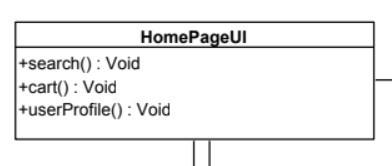 HomePageUI
+search() : Void
+cart() : Void
+userProfile() : Void